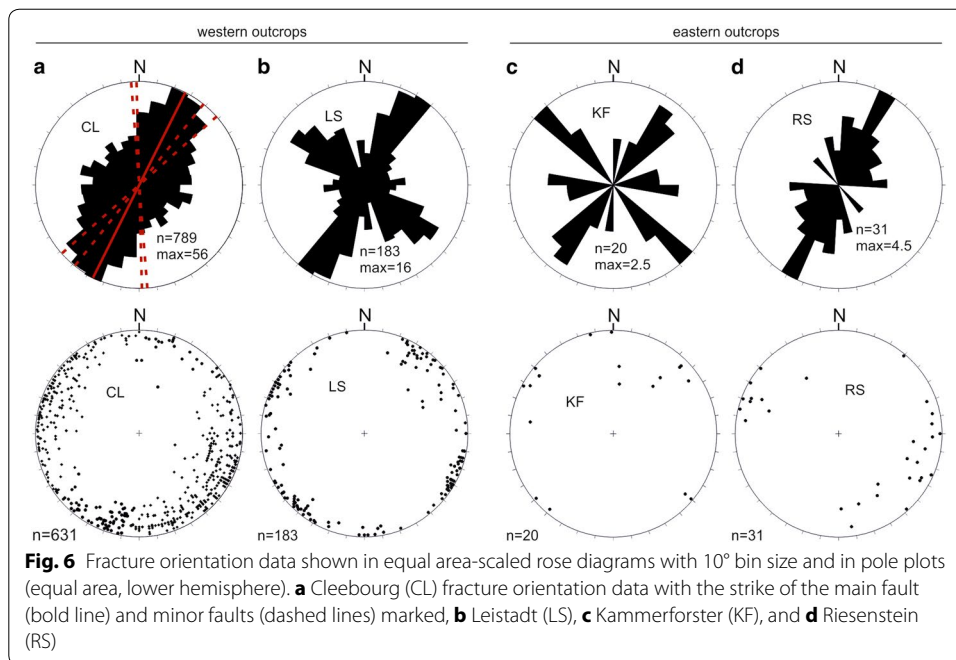 western outcrops
eastern outcrops
a
b
c
d
N
N
N
N
CL
LS
KF
RS
n=789
max=56
n=183
max=16
n=20
max=2.5
n=31
max=4.5
N
N
N
N
CL
LS
KF
RS
n=631
n=183
n=20
n=31
Fig. 6 Fracture orientation data shown in equal area-scaled rose diagrams with 10° bin size and in pole plots
(equal area, lower hemisphere). a Cleebourg (CL) fracture orientation data with the strike of the main fault
(bold line) and minor faults (dashed lines) marked, b Leistadt (LS), c Kammerforster (KF), and d Riesenstein
(RS)